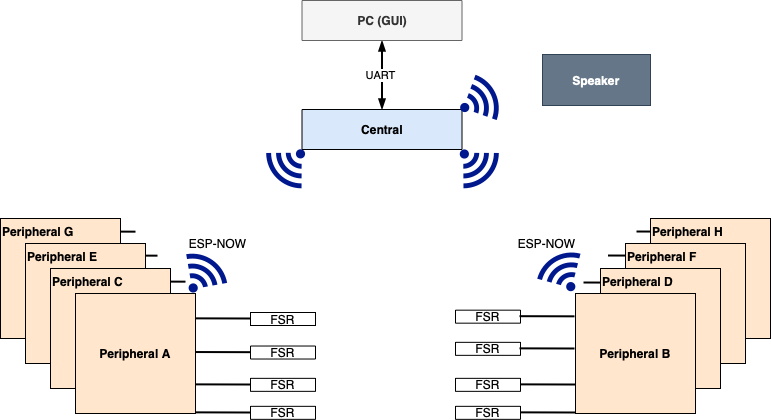 PC (GUI)
UART
Speaker
Central
ESP-NOW
ESP-NOW
Peripheral G
Peripheral E
Peripheral C
Peripheral A
FSR
FSR
FSR
FSR
Peripheral H
Peripheral F
Peripheral D
Peripheral B
FSR
FSR
FSR
FSR